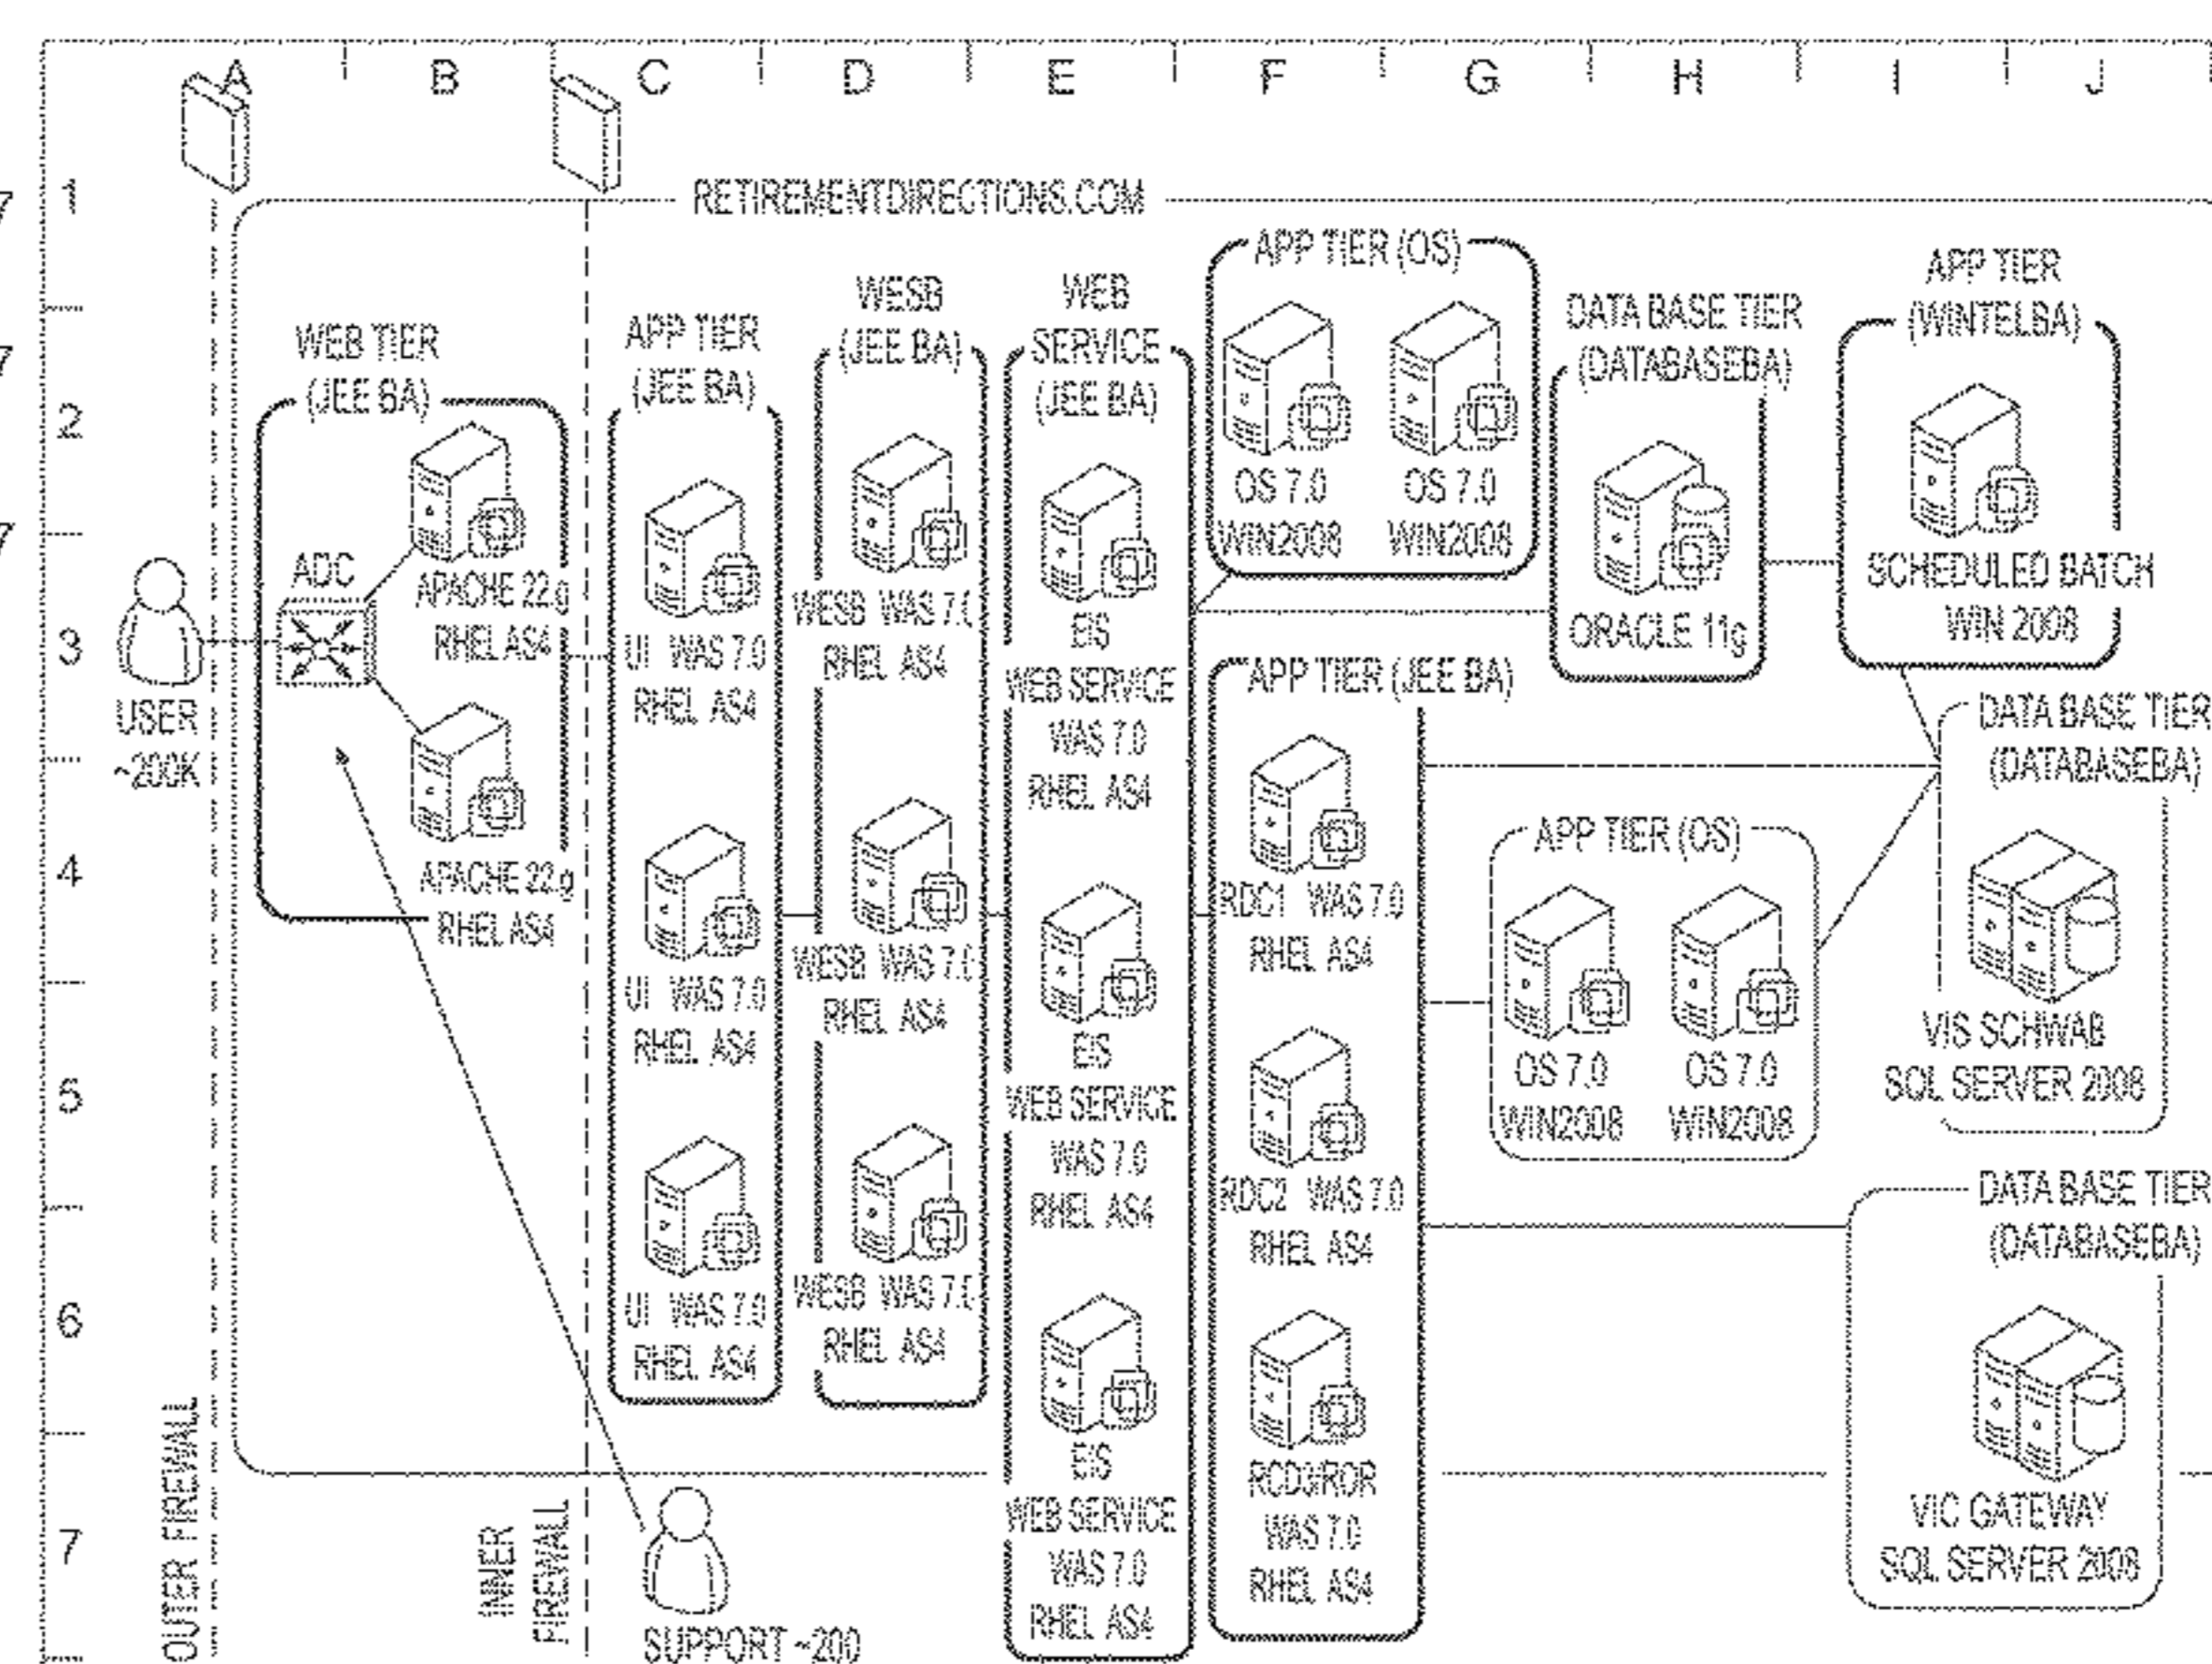 A B C D E F G H I J
7
7
7
1
2
3
4
5
6
7
RETIREMENTDIRECTIONS.COM
OUTER FIREWALL
INNER
FIREWALL
USER
~200K
SUPPORT ~200
WEB TIER
(JEE BA)
ADC
APACHE 22.g
RHEL AS4
APACHE 22.g
RHEL AS4
APP TIER
(JEE BA)
UI WAS 7.0
RHEL AS4
UI WAS 7.0
RHEL AS4
UI WAS 7.0
RHEL AS4
WESB
(JEE BA)
WESB WAS 7.0
RHEL AS4
WESB WAS 7.0
RHEL AS4
WESB WAS 7.0
RHEL AS4
WEB
SERVICE
(JEE BA)
EIS
WEB SERVICE
WAS 7.0
RHEL AS4
EIS
WEB SERVICE
WAS 7.0
RHEL AS4
EIS
WEB SERVICE
WAS 7.0
RHEL AS4
APP TIER (OS)
OS 7.0 OS 7.0
WIN2008 WIN2008
APP TIER (JEE BA)
RDC1 WAS 7.0
RHEL AS4
RDC2 WAS 7.0
RHEL AS4
WAS 7.0
RHEL AS4
DATA BASE TIER
(DATABASEBA)
ORACLE 11g
APP TIER
(WINTELBA)
SCHEDULED BATCH
WIN 2008
APP TIER (OS)
OS 7.0 OS 7.0
WIN2008 WIN2008
DATA BASE TIER
(DATABASEBA)
VIS SCHWAB
SQL SERVER 2008
DATA BASE TIER
(DATABASEBA)
VIC GATEWAY
SQL SERVER 2008